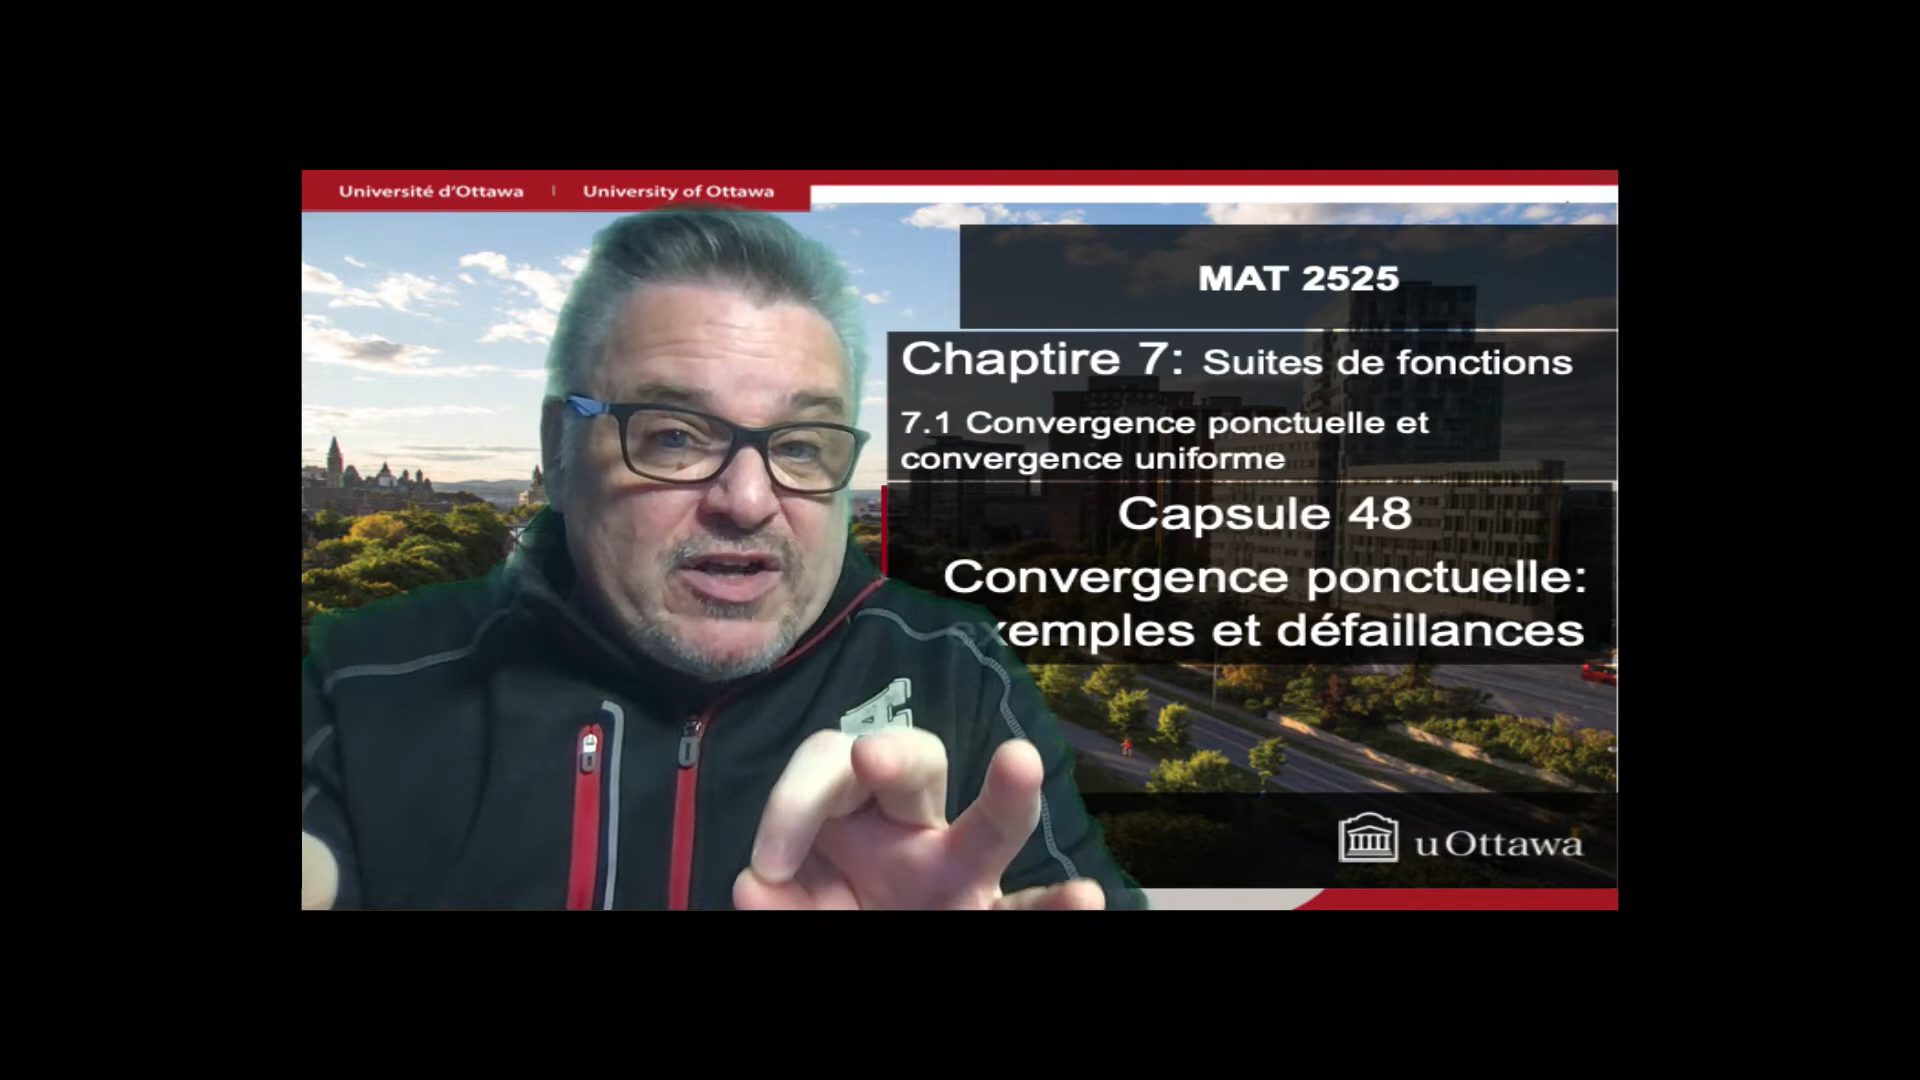 Université d'Ottawa | University of Ottawa
MAT 2525
Chaptire 7: Suites de fonctions
7.1 Convergence ponctuelle et
convergence uniforme
Capsule 48
Convergence ponctuelle:
exemples et défaillances
uOttawa